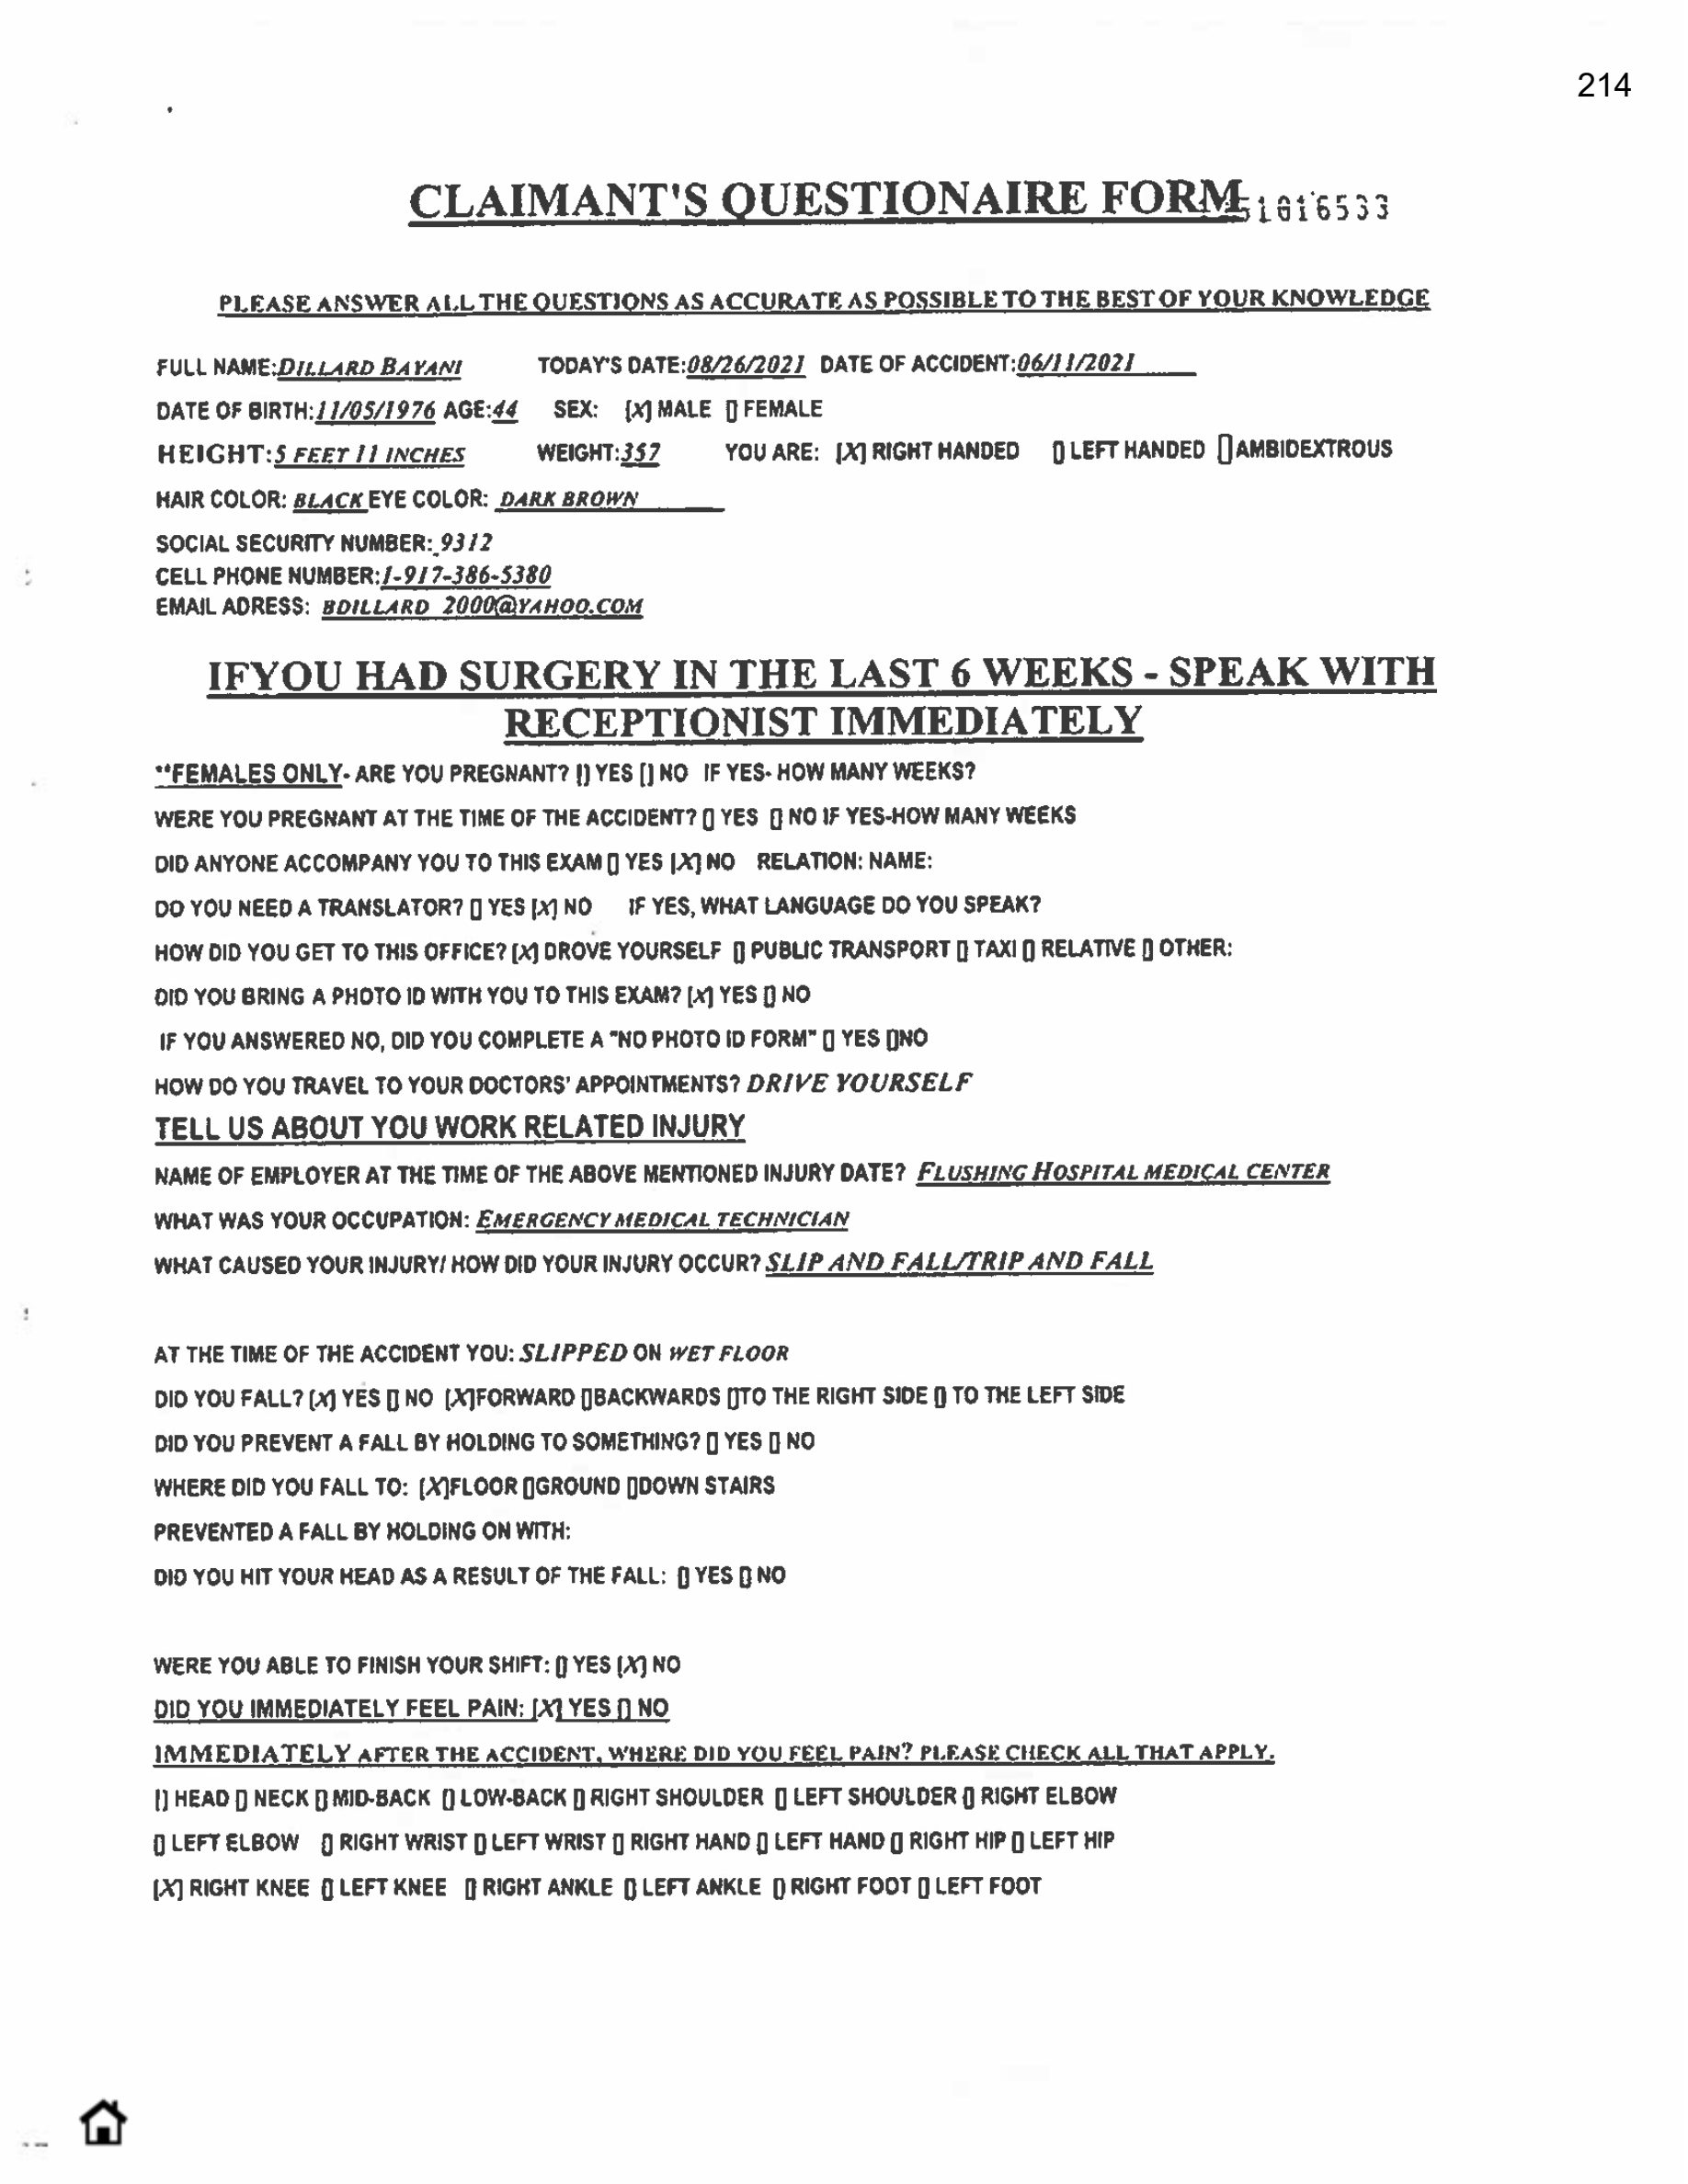 214
CLAIMANT'S QUESTIONAIRE FORM 51016533
PLEASE ANSWER ALL THE QUESTIONS AS ACCURATE AS POSSIBLE TO THE BEST OF YOUR KNOWLEDGE
FULL NAME:DILLARD BAYANI TODAY'S DATE:08/26/2021 DATE OF ACCIDENT:06/11/2021
DATE OF BIRTH:11/05/1976 AGE:44 SEX: [X] MALE [] FEMALE
HEIGHT:5 FEET 11 INCHES WEIGHT:357 YOU ARE: [X] RIGHT HANDED [] LEFT HANDED []AMBIDEXTROUS
HAIR COLOR: BLACK EYE COLOR: DARK BROWN
SOCIAL SECURITY NUMBER: 9312
CELL PHONE NUMBER:1-917-386-5380
EMAIL ADRESS: BDILLARD_2000@YAHOO.COM
IFYOU HAD SURGERY IN THE LAST 6 WEEKS - SPEAK WITH
RECEPTIONIST IMMEDIATELY
**FEMALES ONLY- ARE YOU PREGNANT? [] YES [] NO IF YES- HOW MANY WEEKS?
WERE YOU PREGNANT AT THE TIME OF THE ACCIDENT? [] YES [] NO IF YES-HOW MANY WEEKS
DID ANYONE ACCOMPANY YOU TO THIS EXAM [] YES [X] NO RELATION: NAME:
DO YOU NEED A TRANSLATOR? [] YES [X] NO IF YES, WHAT LANGUAGE DO YOU SPEAK?
HOW DID YOU GET TO THIS OFFICE? [X] DROVE YOURSELF [] PUBLIC TRANSPORT [] TAXI [] RELATIVE [] OTHER:
DID YOU BRING A PHOTO ID WITH YOU TO THIS EXAM? [X] YES [] NO
IF YOU ANSWERED NO, DID YOU COMPLETE A "NO PHOTO ID FORM" [] YES []NO
HOW DO YOU TRAVEL TO YOUR DOCTORS' APPOINTMENTS? DRIVE YOURSELF
TELL US ABOUT YOU WORK RELATED INJURY
NAME OF EMPLOYER AT THE TIME OF THE ABOVE MENTIONED INJURY DATE? FLUSHING HOSPITAL MEDICAL CENTER
WHAT WAS YOUR OCCUPATION: EMERGENCY MEDICAL TECHNICIAN
WHAT CAUSED YOUR INJURY/ HOW DID YOUR INJURY OCCUR? SLIP AND FALL/TRIP AND FALL
AT THE TIME OF THE ACCIDENT YOU: SLIPPED ON WET FLOOR
DID YOU FALL? [X] YES [] NO [X]FORWARD []BACKWARDS []TO THE RIGHT SIDE [] TO THE LEFT SIDE
DID YOU PREVENT A FALL BY HOLDING TO SOMETHING? [] YES [] NO
WHERE DID YOU FALL TO: [X]FLOOR []GROUND []DOWN STAIRS
PREVENTED A FALL BY HOLDING ON WITH:
DID YOU HIT YOUR HEAD AS A RESULT OF THE FALL: [] YES [] NO
WERE YOU ABLE TO FINISH YOUR SHIFT: [] YES [X] NO
DID YOU IMMEDIATELY FEEL PAIN: [X] YES [] NO
IMMEDIATELY AFTER THE ACCIDENT, WHERE DID YOU FEEL PAIN? PLEASE CHECK ALL THAT APPLY.
[] HEAD [] NECK [] MID-BACK [] LOW-BACK [] RIGHT SHOULDER [] LEFT SHOULDER [] RIGHT ELBOW
[] LEFT ELBOW [] RIGHT WRIST [] LEFT WRIST [] RIGHT HAND [] LEFT HAND [] RIGHT HIP [] LEFT HIP
[X] RIGHT KNEE [] LEFT KNEE [] RIGHT ANKLE [] LEFT ANKLE [] RIGHT FOOT [] LEFT FOOT